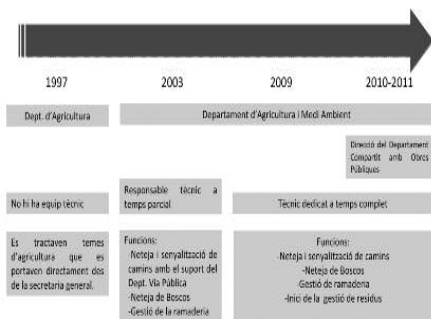 1997 2003 2009 2010-2011
Dept. d'Agricultura
Departament d'Agricultura i Medi Ambient
Direcció del Departament
Compartit amb Obres
Públiques
No hi ha equip tècnic
Responsable tècnic a
temps parcial
Tècnic dedicat a temps complet
Es tractaven temes
d'agricultura que es
portaven directament des
de la secretaria general.
Funcions:
-Neteja i senyalització de
camins amb el suport del
Dept. Via Pública
-Neteja de Boscos
-Gestió de la ramaderia
Funcions:
-Neteja i senyalització de camins
-Neteja de Boscos
-Gestió de ramaderia
-Inici de la gestió de residus